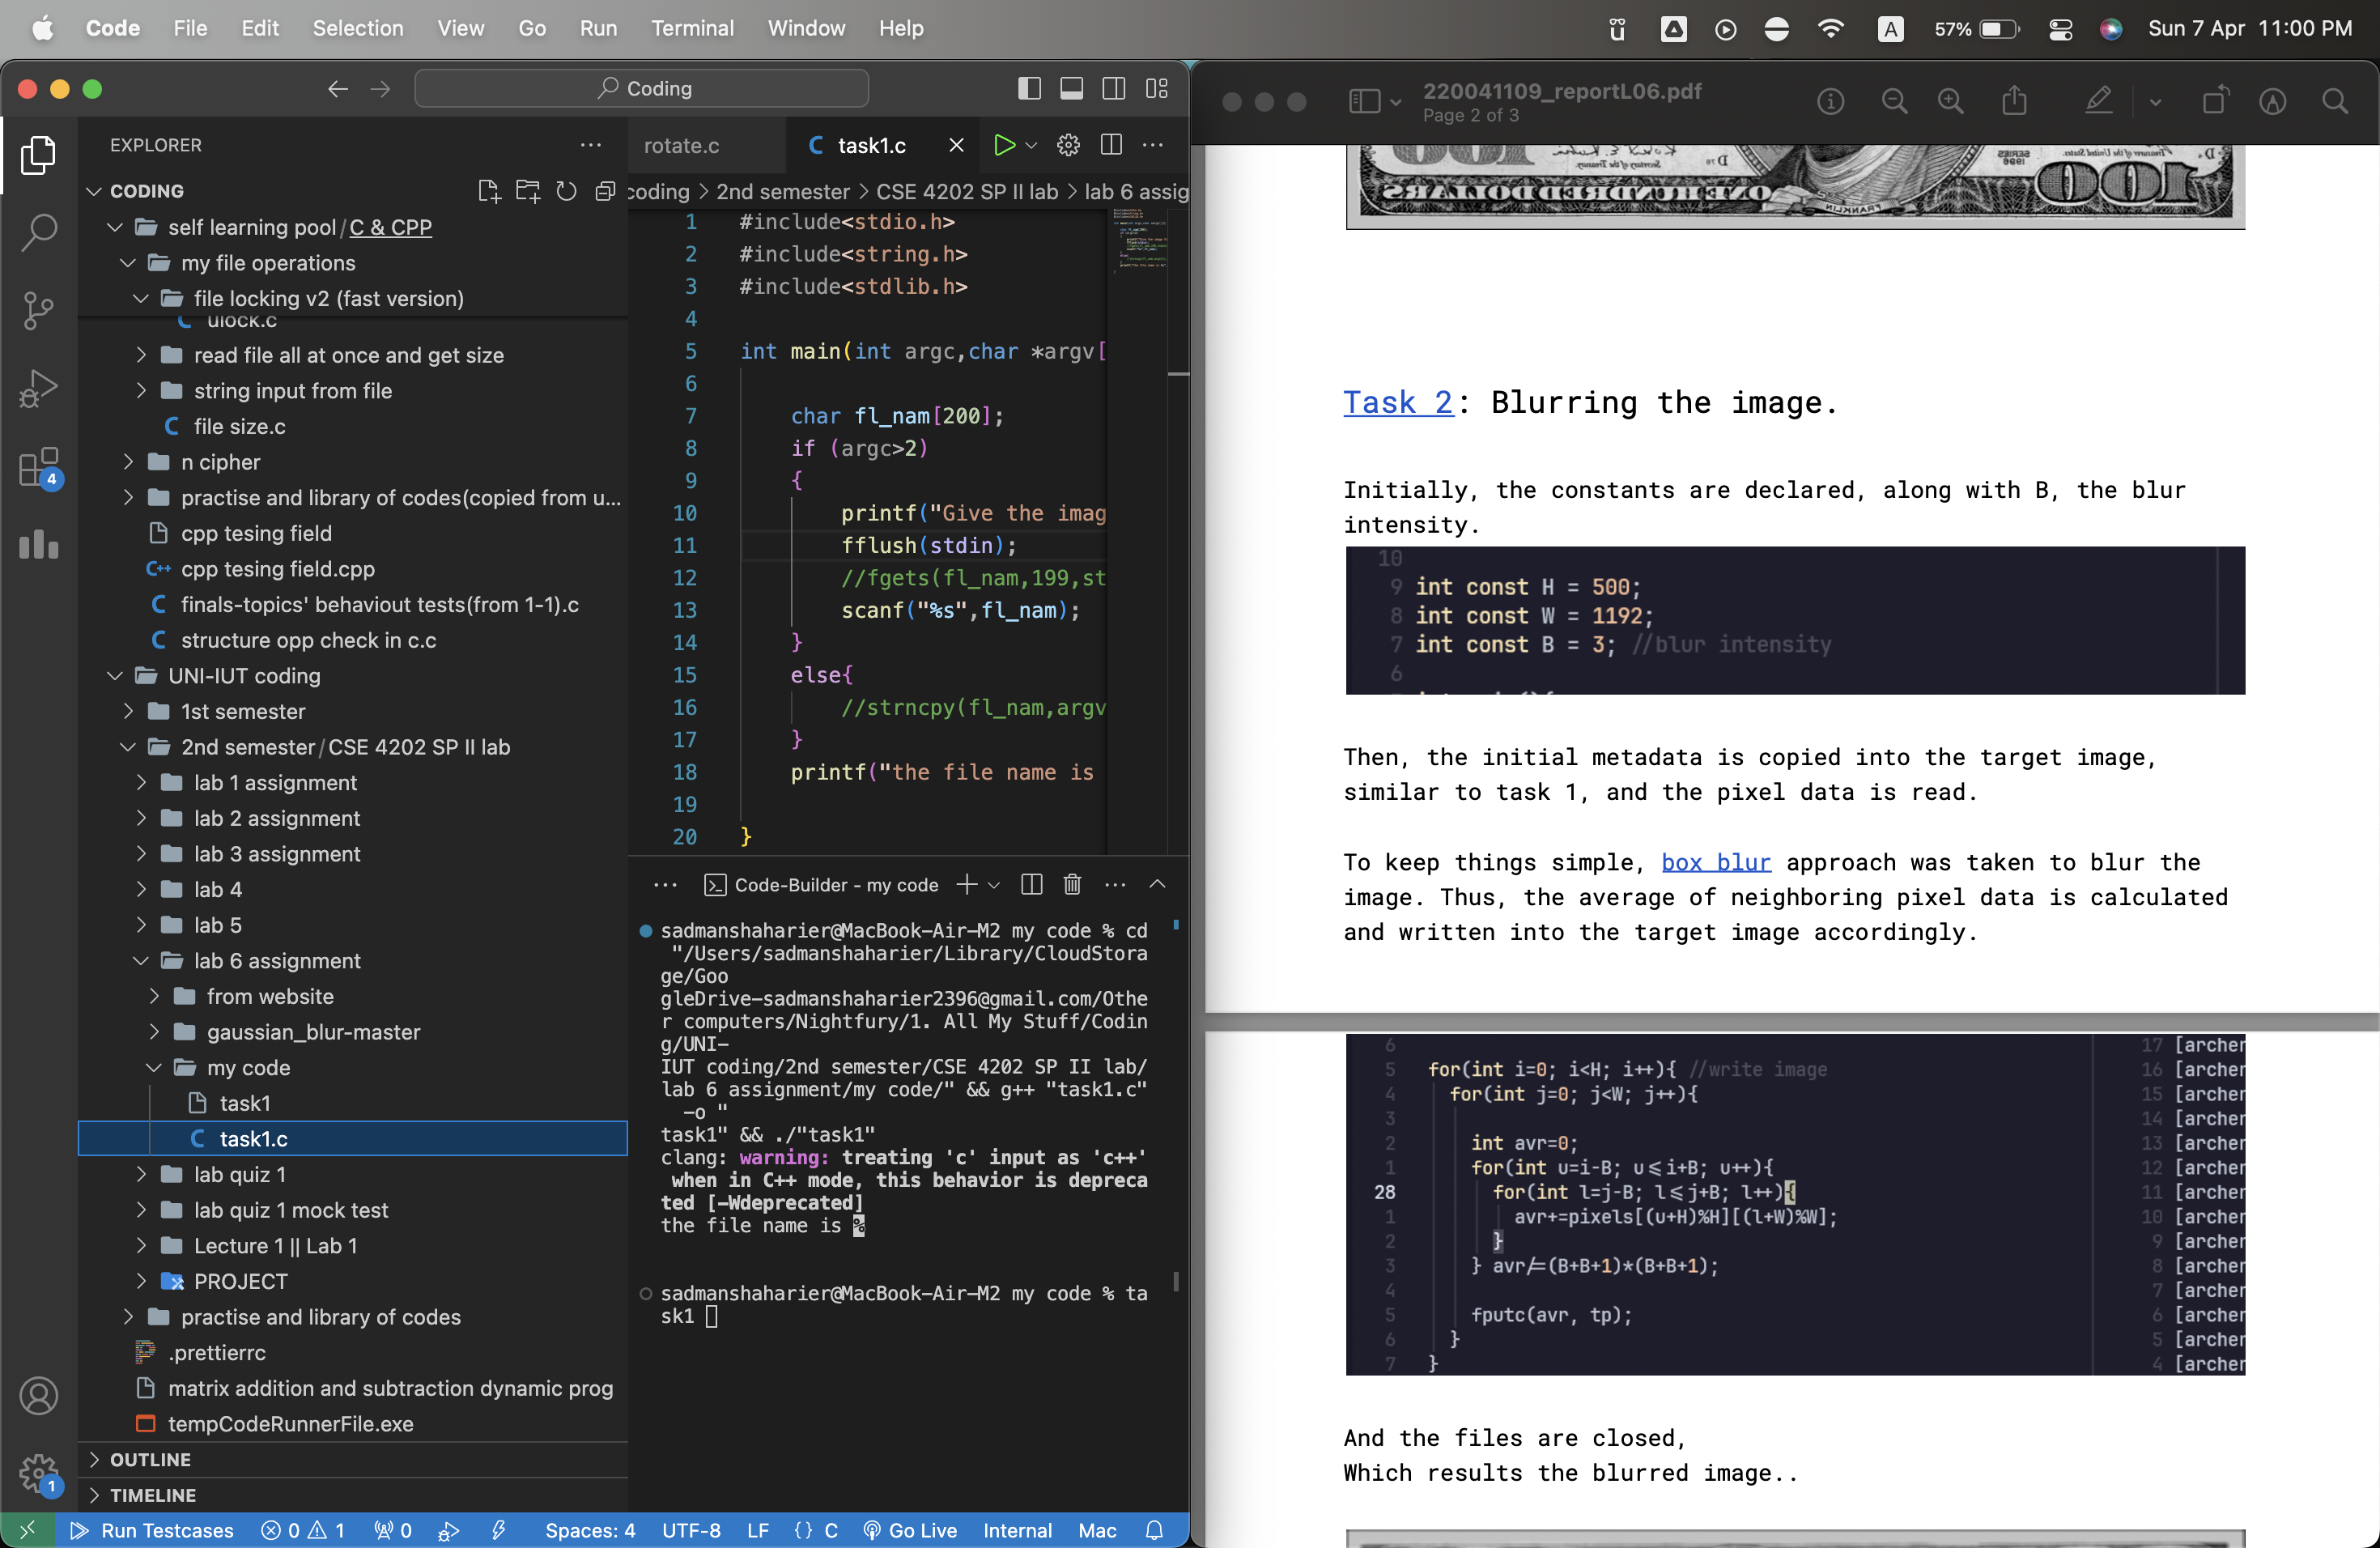 Code File Edit Selection View Go Run Terminal Window Help
A 57% Sun 7 Apr 11:00 PM
Coding
EXPLORER
CODING
self learning pool / C & CPP
my file operations
file locking v2 (fast version)
ulock.c
read file all at once and get size
string input from file
C file size.c
n cipher
practise and library of codes(copied from u...
cpp tesing field
C++ cpp tesing field.cpp
C finals-topics' behaviout tests(from 1-1).c
C structure opp check in c.c
UNI-IUT coding
1st semester
2nd semester / CSE 4202 SP II lab
lab 1 assignment
lab 2 assignment
lab 3 assignment
lab 4
lab 5
lab 6 assignment
from website
gaussian_blur-master
my code
task1
C task1.c
lab quiz 1
lab quiz 1 mock test
Lecture 1 || Lab 1
PROJECT
practise and library of codes
.prettierrc
matrix addition and subtraction dynamic prog
tempCodeRunnerFile.exe
OUTLINE
TIMELINE
4
1
rotate.c C task1.c
coding > 2nd semester > CSE 4202 SP II lab > lab 6 assig
1 #include<stdio.h>
2 #include<string.h>
3 #include<stdlib.h>
4
5 int main(int argc,char *argv[
6
7 char fl_nam[200];
8 if (argc>2)
9 {
10 printf("Give the imag
11 fflush(stdin);
12 //fgets(fl_nam,199,st
13 scanf("%s",fl_nam);
14 }
15 else{
16 //strncpy(fl_nam,argv
17 }
18 printf("the file name is
19
20 }
Code-Builder - my code
sadmanshaharier@MacBook-Air-M2 my code % cd
"/Users/sadmanshaharier/Library/CloudStora
ge/Goo
gleDrive-sadmanshaharier2396@gmail.com/Othe
r computers/Nightfury/1. All My Stuff/Codin
g/UNI-
IUT coding/2nd semester/CSE 4202 SP II lab/
lab 6 assignment/my code/" && g++ "task1.c"
-o "
task1" && ./"task1"
clang: warning: treating 'c' input as 'c++'
when in C++ mode, this behavior is depreca
ted [-Wdeprecated]
the file name is %
sadmanshaharier@MacBook-Air-M2 my code % ta
sk1
Run Testcases 0 1 0 Spaces: 4 UTF-8 LF {} C Go Live Internal Mac
220041109_reportL06.pdf
Page 2 of 3
Task 2: Blurring the image.
Initially, the constants are declared, along with B, the blur
intensity.
10
9 int const H = 500;
8 int const W = 1192;
7 int const B = 3; //blur intensity
6
Then, the initial metadata is copied into the target image,
similar to task 1, and the pixel data is read.
To keep things simple, box blur approach was taken to blur the
image. Thus, the average of neighboring pixel data is calculated
and written into the target image accordingly.
6 17 [archer
5 for(int i=0; i<H; i++){ //write image 16 [archer
4 for(int j=0; j<W; j++){ 15 [archer
3 14 [archer
2 int avr=0; 13 [archer
1 for(int u=i-B; u<=i+B; u++){ 12 [archer
28 for(int l=j-B; l<=j+B; l++){ 11 [archer
1 avr+=pixels[(u+H)%H][(l+W)%W]; 10 [archer
2 } 9 [archer
3 } avr/=(B+B+1)*(B+B+1); 8 [archer
4 7 [archer
5 fputc(avr, tp); 6 [archer
6 } 5 [archer
7 } 4 [archer
And the files are closed,
Which results the blurred image..